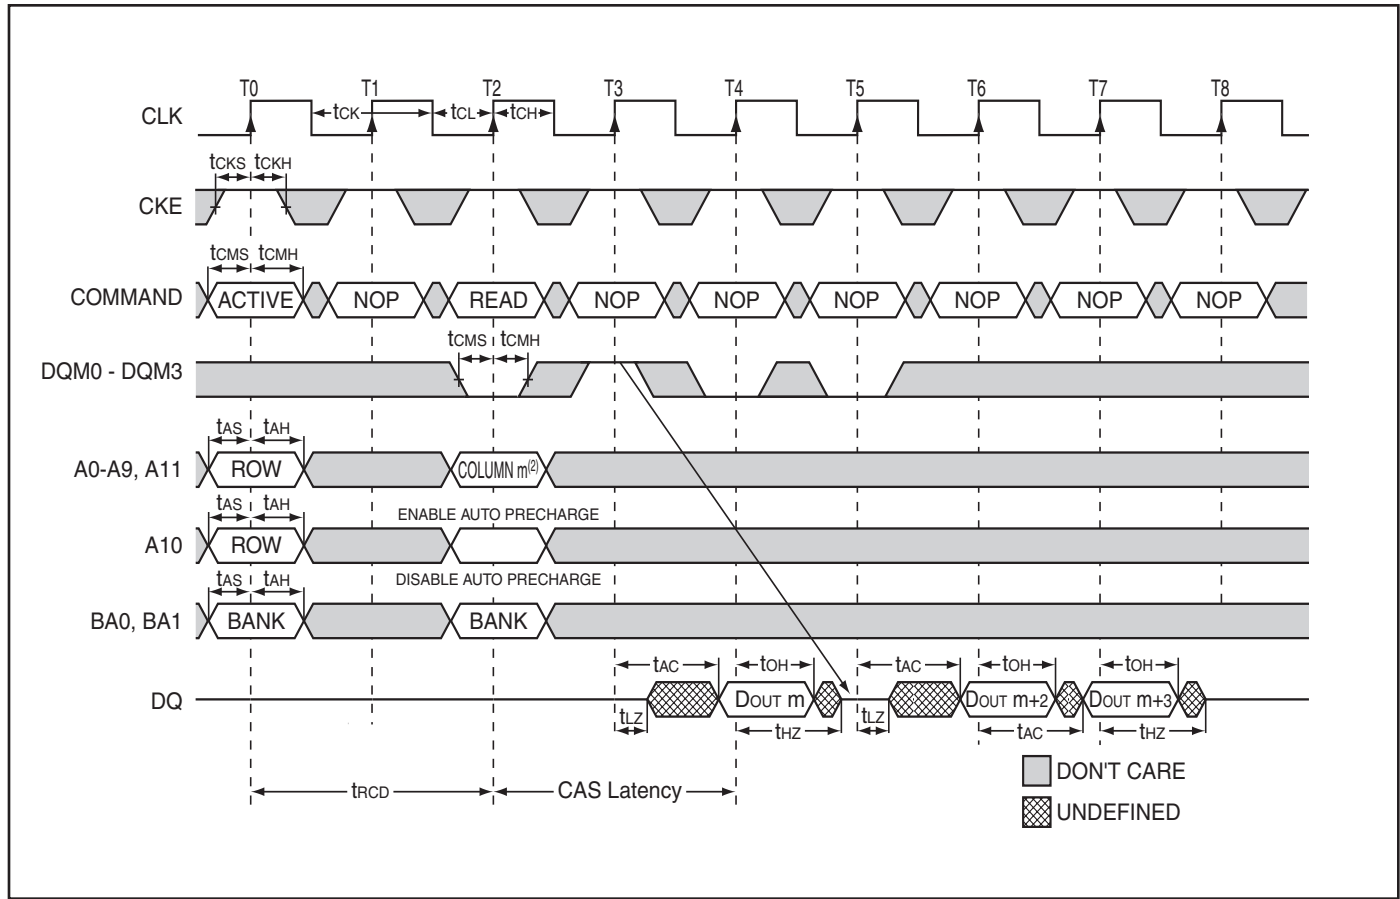 T0 T1 T2 T3 T4 T5 T6 T7 T8
CLK tCK tCL tCH
tCKS tCKH
CKE
tCMS tCMH
COMMAND ACTIVE NOP READ NOP NOP NOP NOP NOP NOP
tCMS tCMH
DQM0 - DQM3
tAS tAH
A0-A9, A11 ROW COLUMN m(2)
tAS tAH ENABLE AUTO PRECHARGE
A10 ROW
tAS tAH DISABLE AUTO PRECHARGE
BA0, BA1 BANK BANK
tAC tOH tAC tOH tOH
DQ DOUT m DOUT m+2 DOUT m+3
tLZ tHZ tLZ tAC tHZ
DON'T CARE
tRCD CAS Latency
UNDEFINED